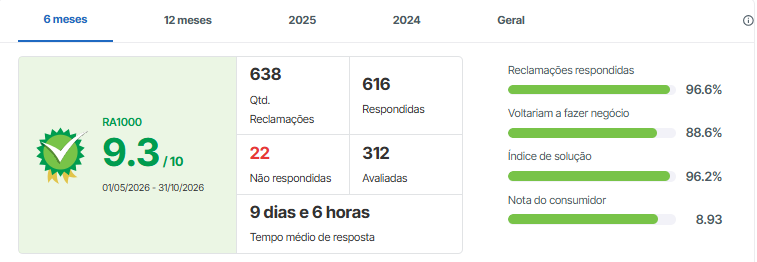 6 meses
12 meses
2025
2024
Geral
RA1000
9.3 / 10
01/05/2026 - 31/10/2026
638
Qtd.
Reclamações
616
Respondidas
22
Não respondidas
312
Avaliadas
9 dias e 6 horas
Tempo médio de resposta
Reclamações respondidas
96.6%
Voltariam a fazer negócio
88.6%
Índice de solução
96.2%
Nota do consumidor
8.93